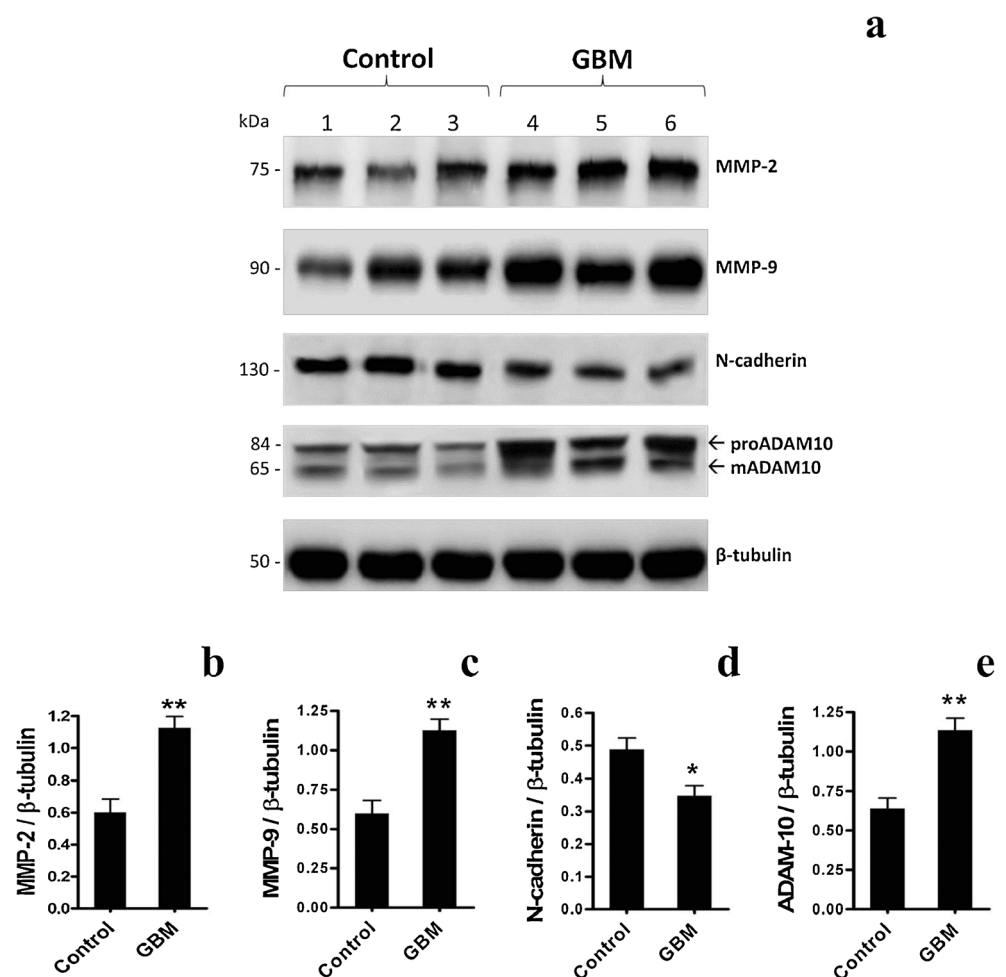 a
Control GBM
kDa 1 2 3 4 5 6
75 - MMP-2
90 - MMP-9
130 - N-cadherin
84 - ← proADAM10
65 - ← mADAM10
50 - β-tubulin
b
MMP-2 / β-tubulin
1.2
1.0
0.8
0.6
0.4
0.2
0.0
**
Control GBM
c
MMP-9 / β-tubulin
1.25
1.00
0.75
0.50
0.25
0.00
**
Control GBM
d
N-cadherin / β-tubulin
0.6
0.5
0.4
0.3
0.2
0.1
0.0
*
Control GBM
e
ADAM-10 / β-tubulin
1.25
1.00
0.75
0.50
0.25
0.00
**
Control GBM